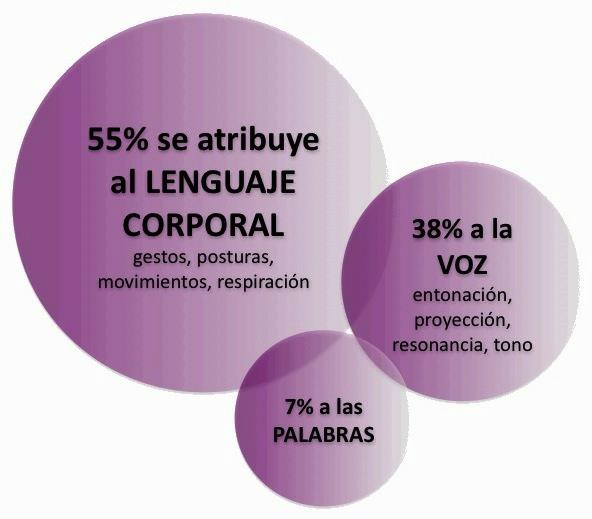 55% se atribuye
al LENGUAJE
CORPORAL
gestos, posturas,
movimientos, respiración
38% a la
VOZ
entonación,
proyección,
resonancia, tono
7% a las
PALABRAS